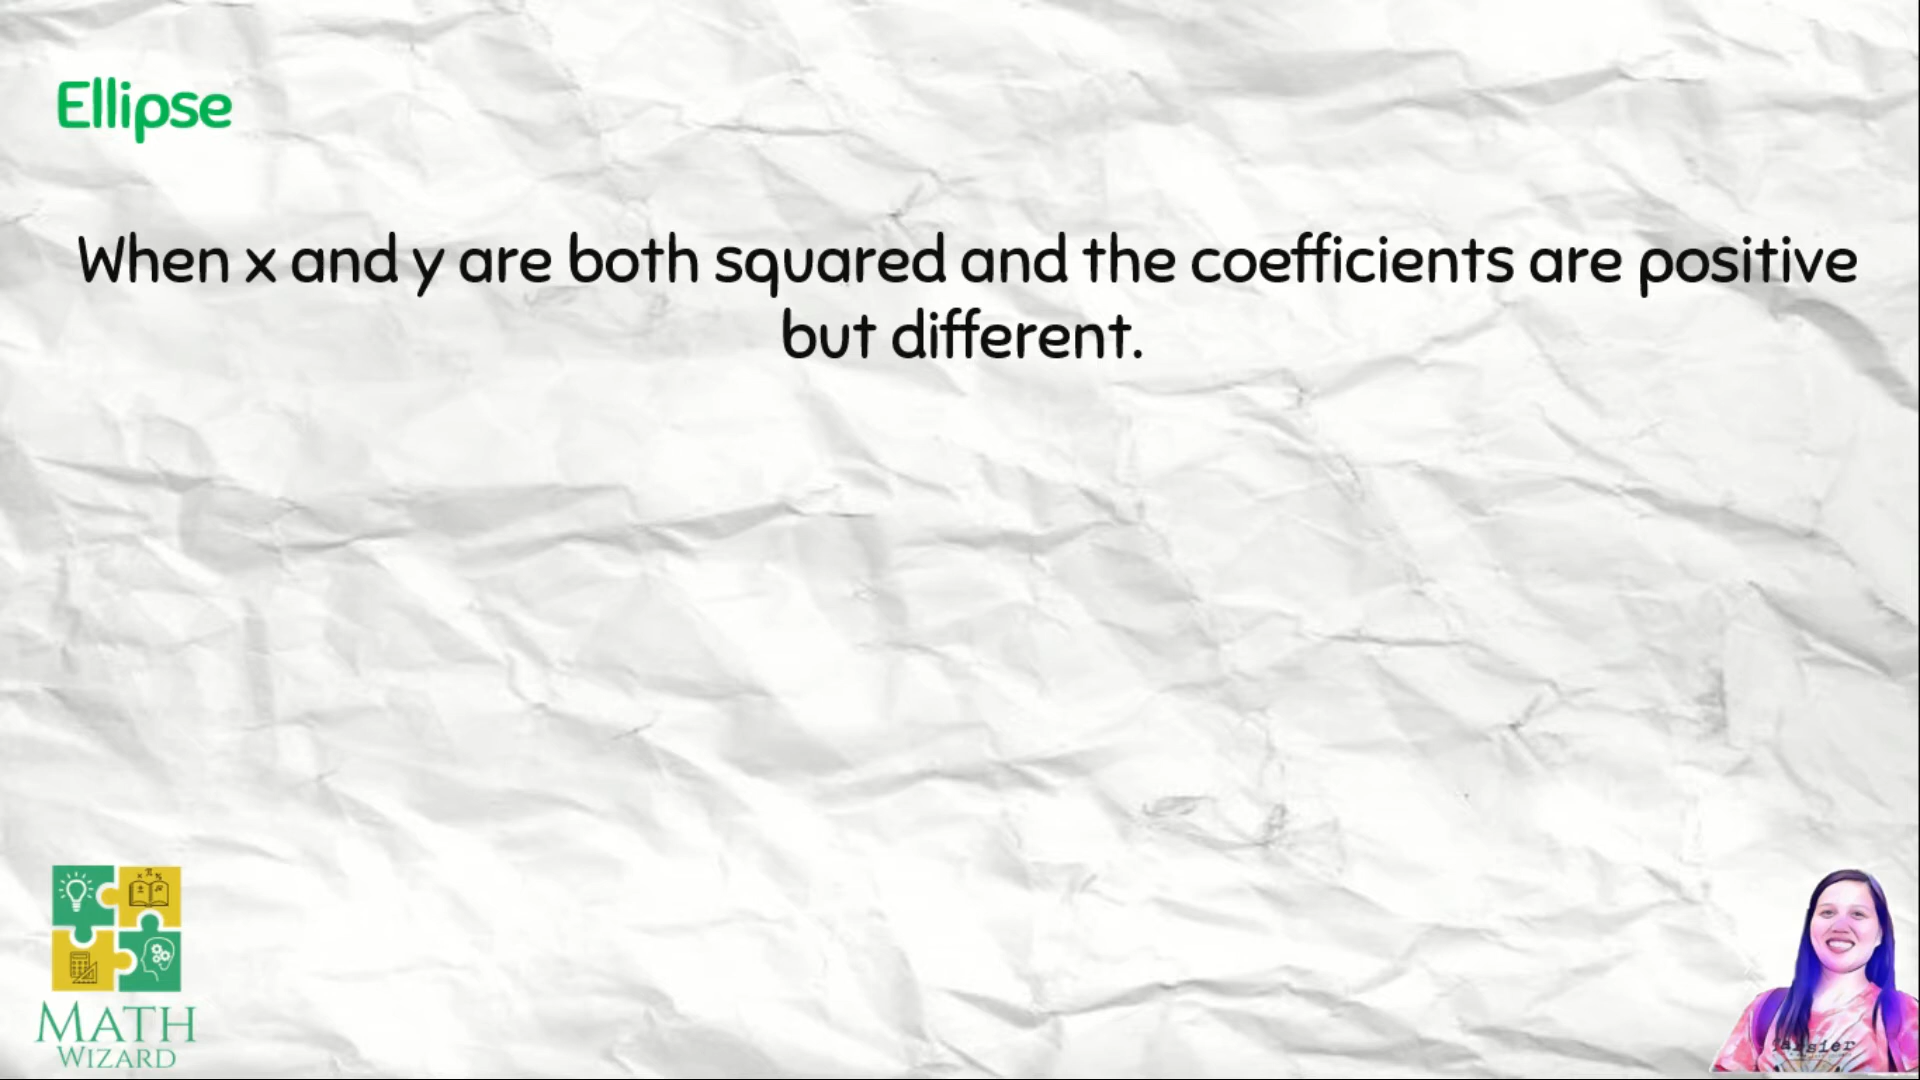 Ellipse
When x and y are both squared and the coefficients are positive
but different.
MATH
WIZARD